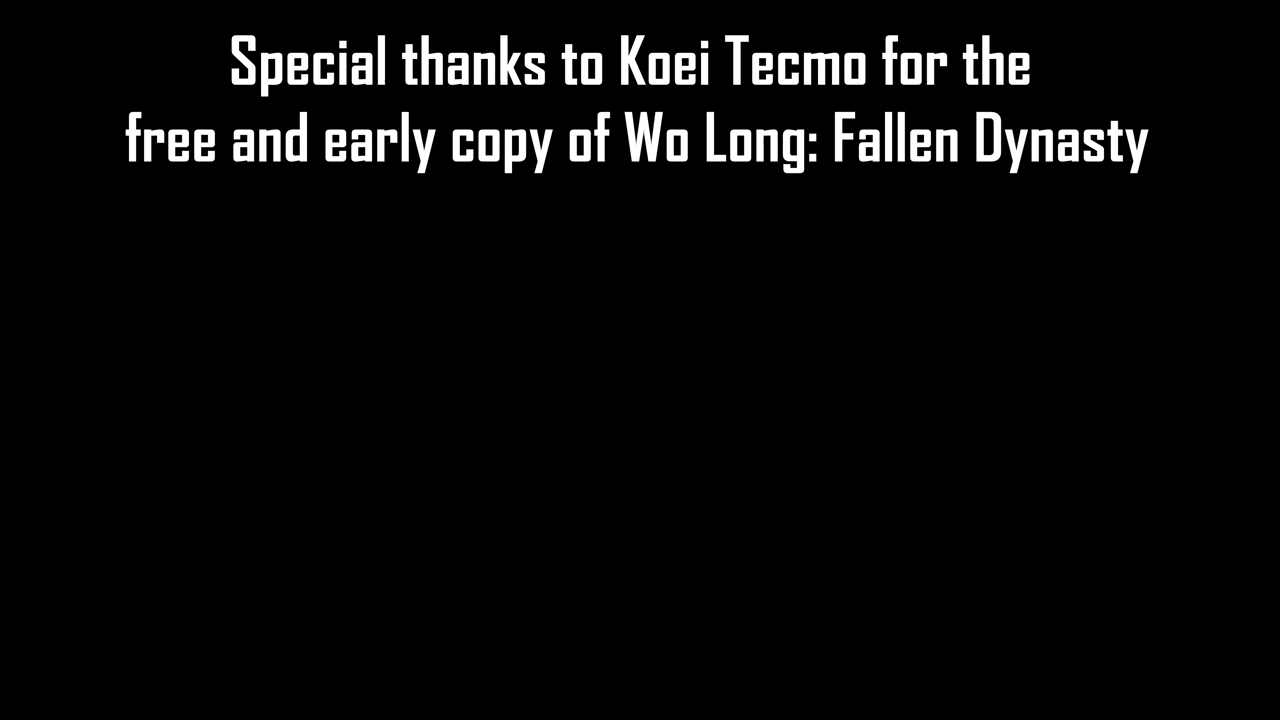 Special thanks to Koei Tecmo for the
free and early copy of Wo Long: Fallen Dynasty